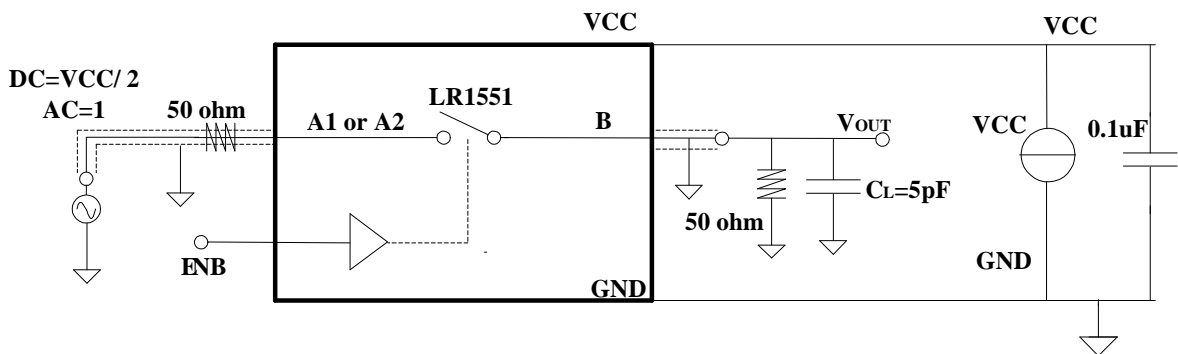 VCC
VCC
DC=VCC/ 2
AC=1
50 ohm
LR1551
A1 or A2
B
VOUT
VCC
0.1uF
CL=5pF
50 ohm
ENB
GND
GND